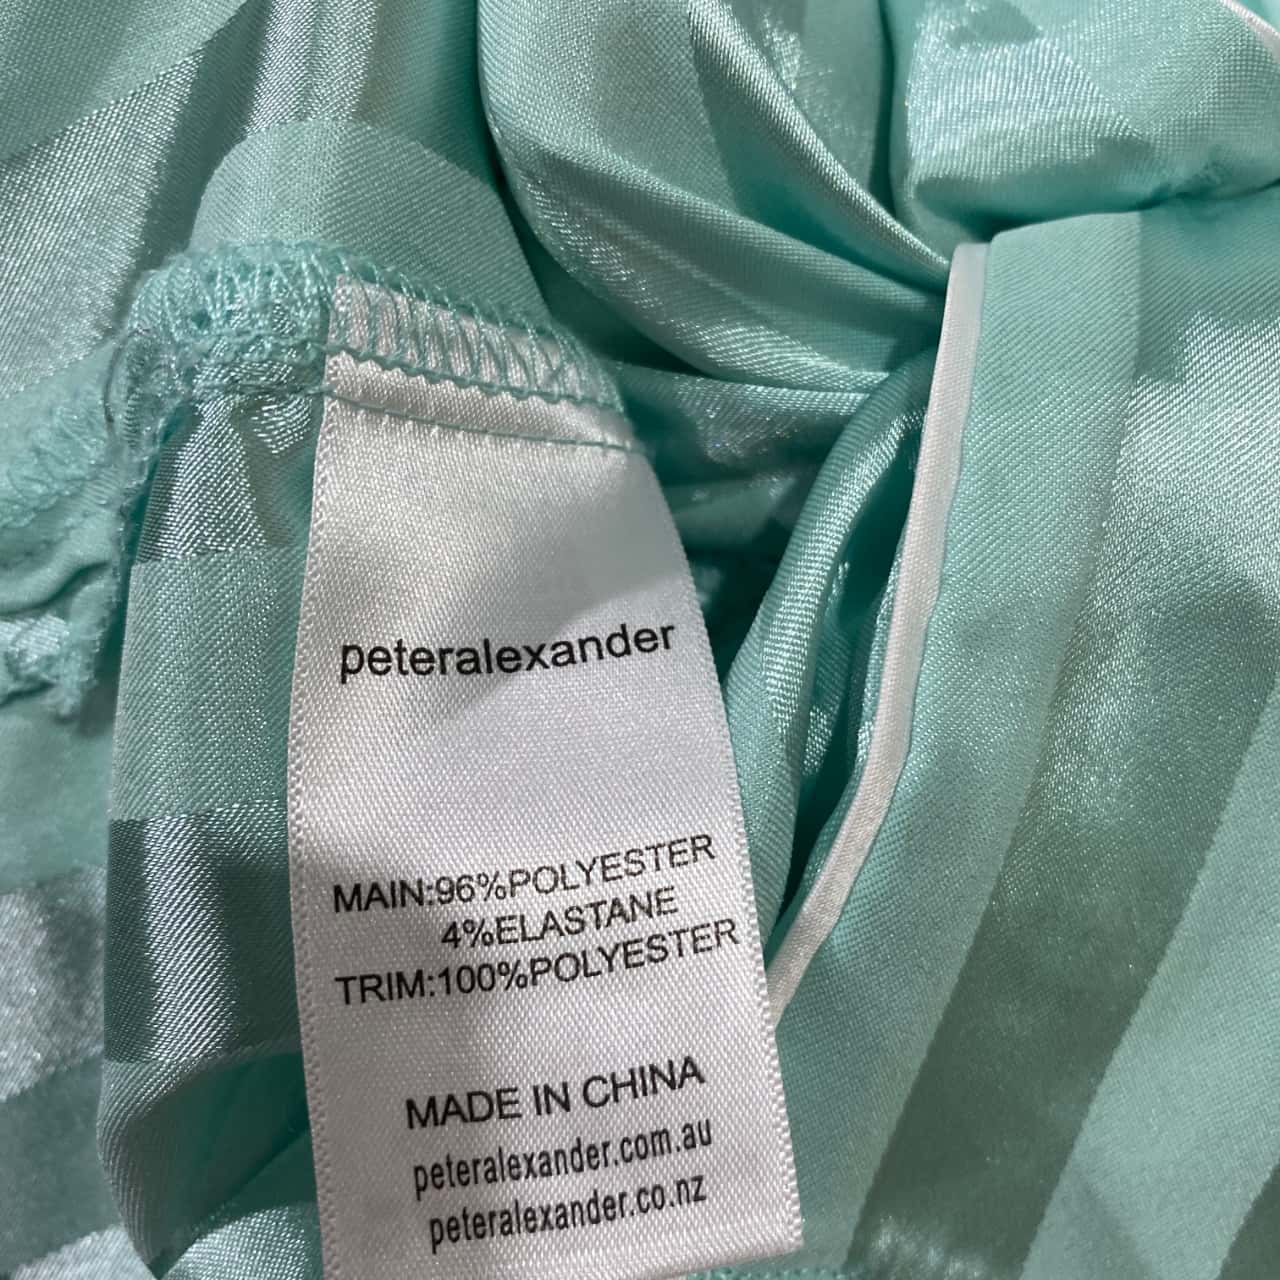 peteralexander
MAIN:96%POLYESTER
4%ELASTANE
TRIM:100%POLYESTER
MADE IN CHINA
peteralexander.com.au
peteralexander.co.nz